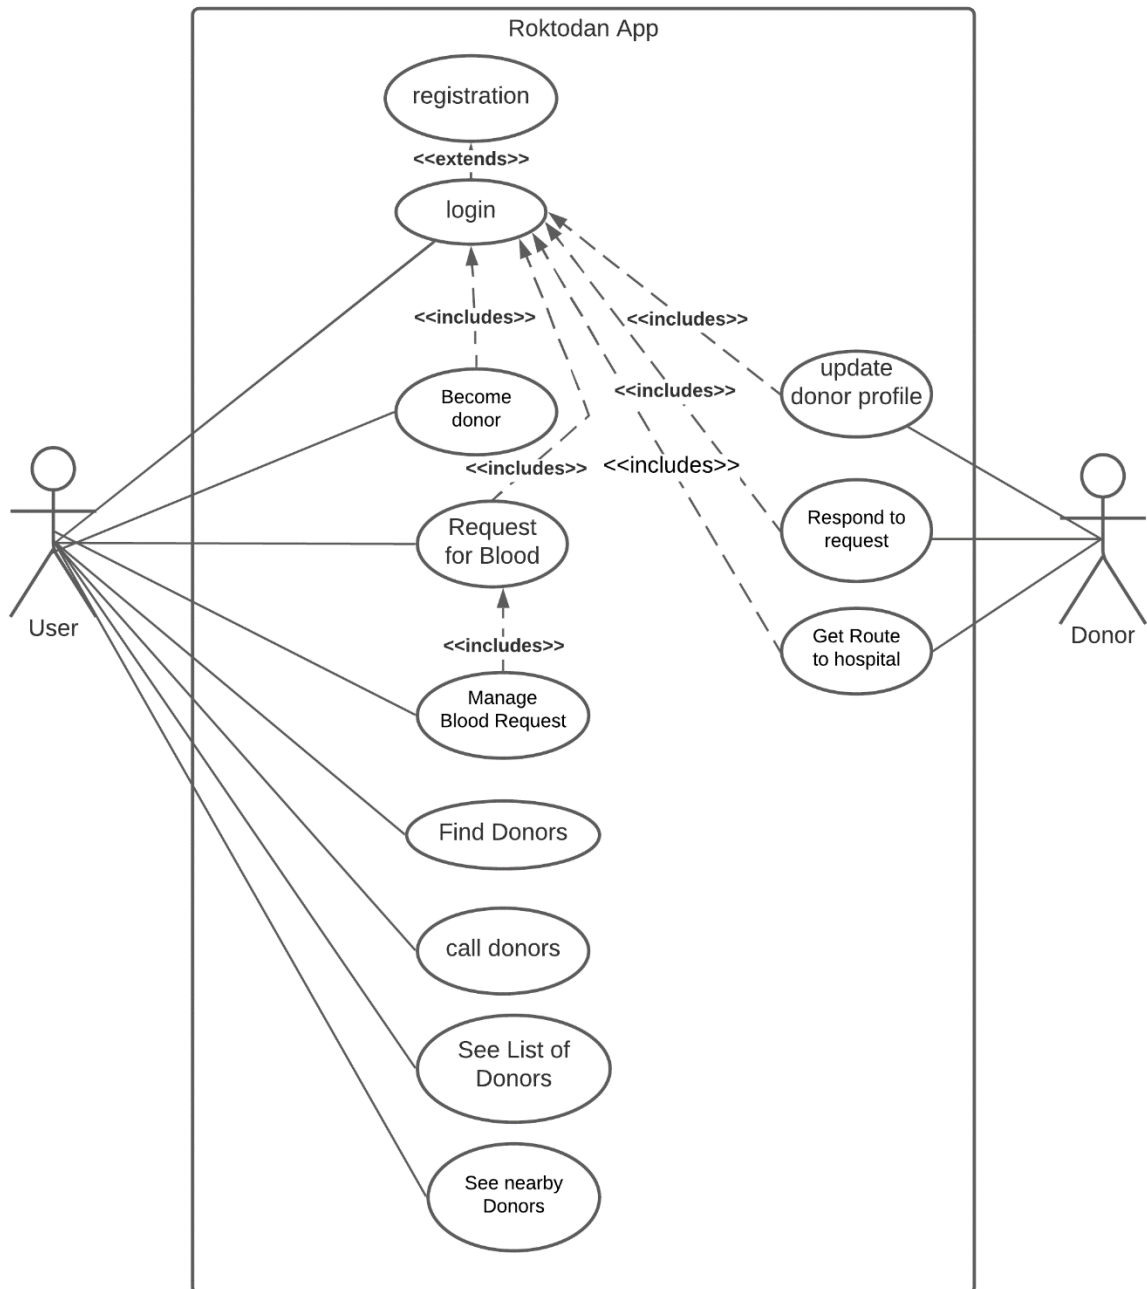 Roktodan App
registration
<<extends>>
login
<<includes>>
<<includes>>
update
donor profile
<<includes>>
Become
donor
<<includes>>
<<includes>>
Request
for Blood
Respond to
request
User
Donor
Get Route
to hospital
<<includes>>
Manage
Blood Request
Find Donors
call donors
See List of
Donors
See nearby
Donors